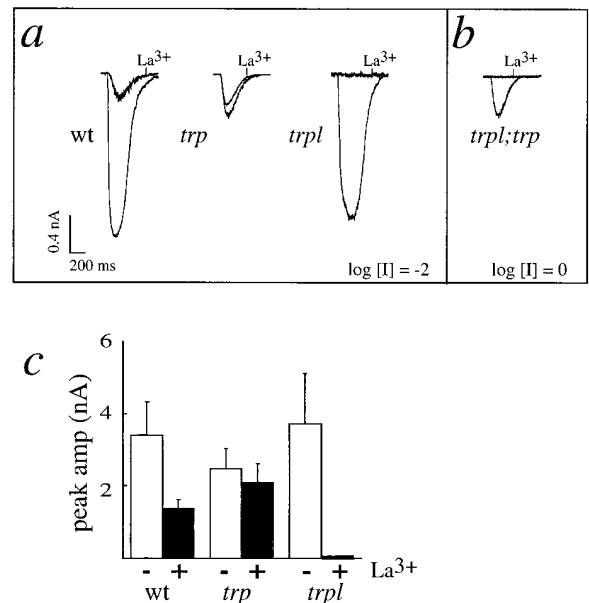 a
La3+
La3+
La3+
wt
trp
trpl
0.4 nA
200 ms
log [I] = -2
b
La3+
trpl;trp
log [I] = 0
c
peak amp (nA)
6
4
2
- + - + - + La3+
wt trp trpl